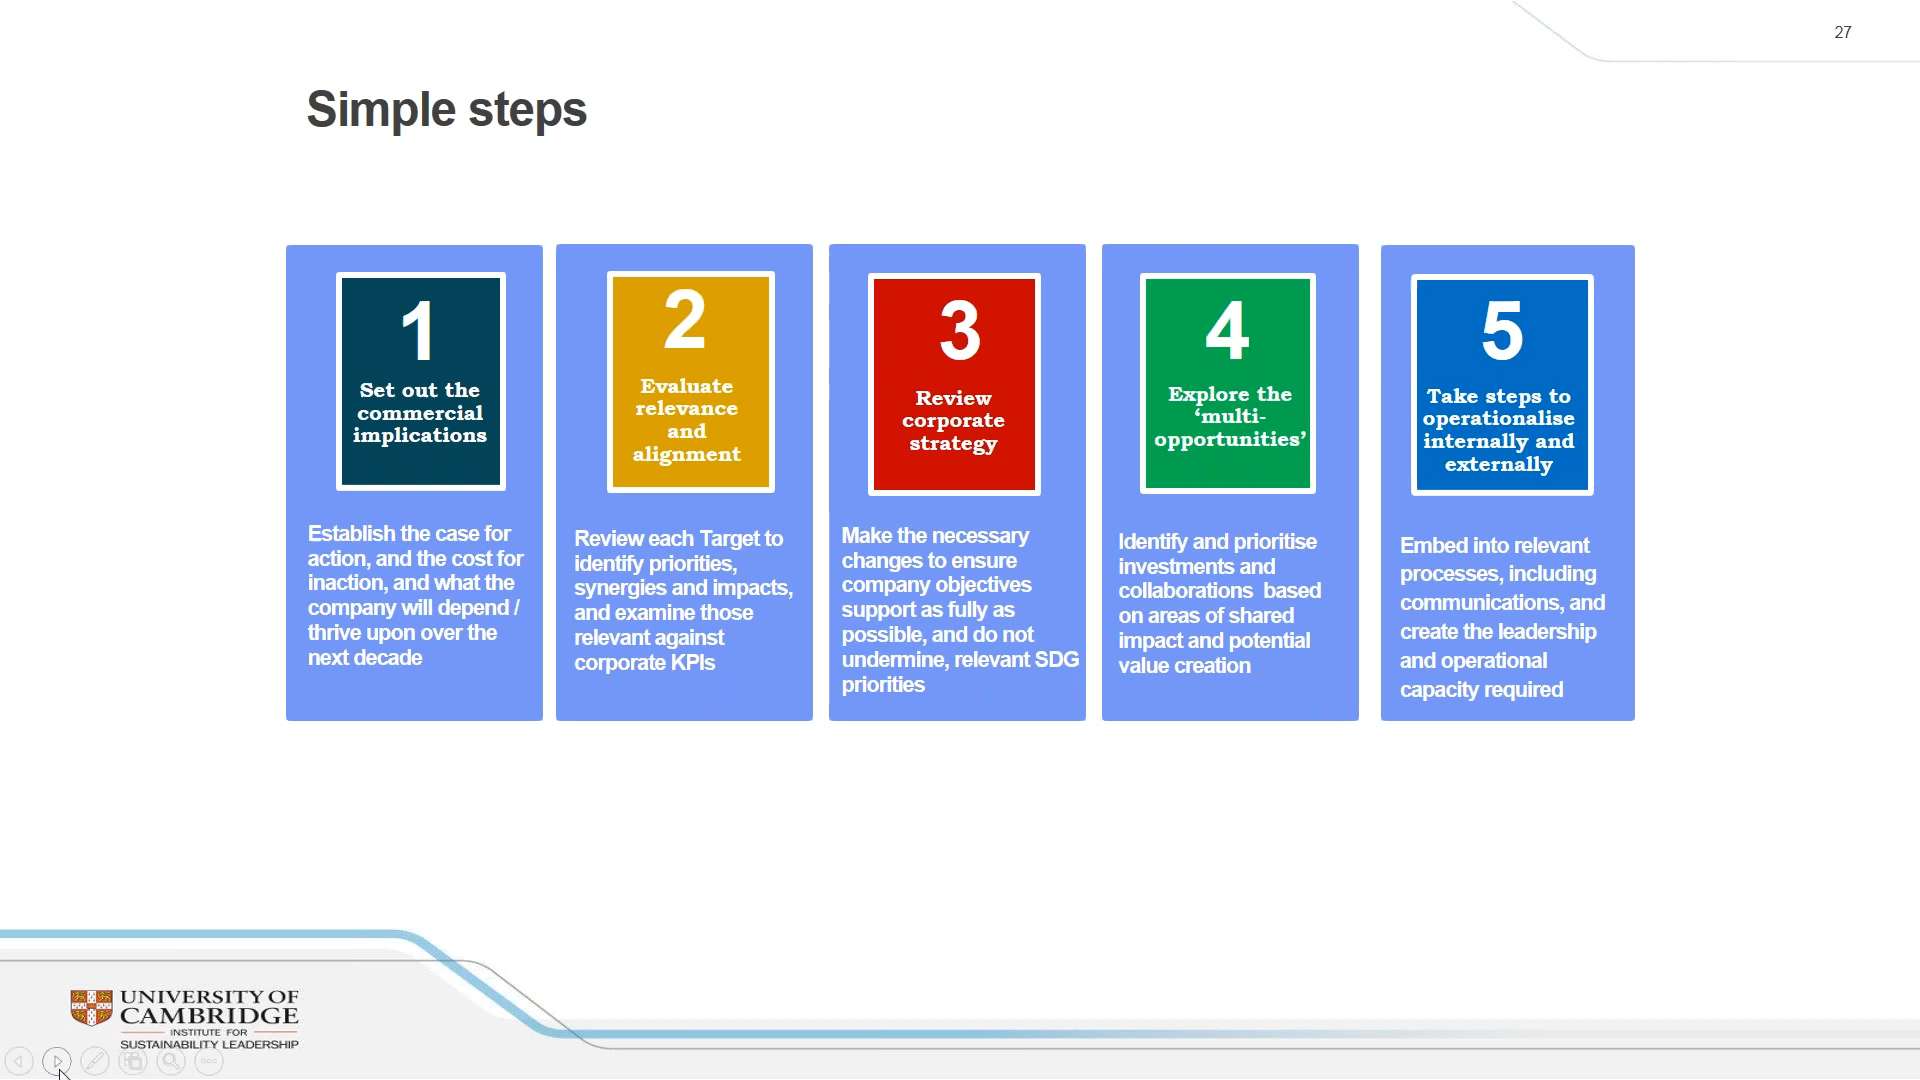 27
Simple steps
1
Set out the
commercial
implications
Establish the case for
action, and the cost for
inaction, and what the
company will depend /
thrive upon over the
next decade
2
Evaluate
relevance
and
alignment
Review each Target to
identify priorities,
synergies and impacts,
and examine those
relevant against
corporate KPIs
3
Review
corporate
strategy
Make the necessary
changes to ensure
company objectives
support as fully as
possible, and do not
undermine, relevant SDG
priorities
4
Explore the
‘multi-
opportunities’
Identify and prioritise
investments and
collaborations  based
on areas of shared
impact and potential
value creation
5
Take steps to
operationalise
internally and
externally
Embed into relevant
processes, including
communications, and
create the leadership
and operational
capacity required
UNIVERSITY OF
CAMBRIDGE
INSTITUTE FOR
SUSTAINABILITY LEADERSHIP